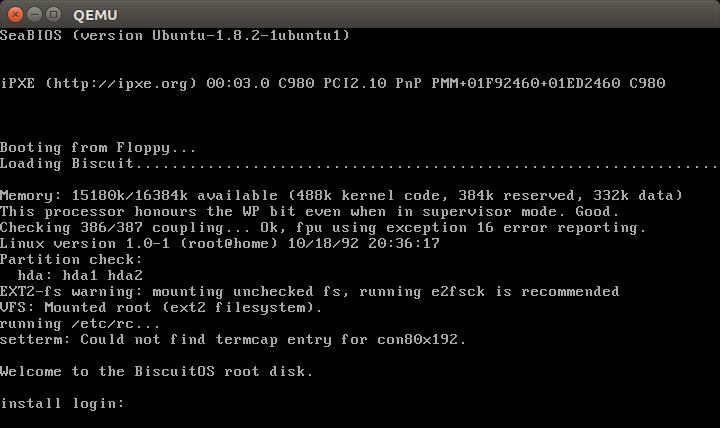 QEMU
SeaBIOS (version Ubuntu-1.8.2-1ubuntu1)
iPXE (http://ipxe.org) 00:03.0 C980 PCI2.10 PnP PMM+01F92460+01ED2460 C980
Booting from Floppy...
Loading Biscuit.................................................................
Memory: 15180k/16384k available (488k kernel code, 384k reserved, 332k data)
This processor honours the WP bit even when in supervisor mode. Good.
Checking 386/387 coupling... Ok, fpu using exception 16 error reporting.
Linux version 1.0-1 (root@home) 10/18/92 20:36:17
Partition check:
  hda: hda1 hda2
EXT2-fs warning: mounting unchecked fs, running e2fsck is recommended
VFS: Mounted root (ext2 filesystem).
running /etc/rc...
setterm: Could not find termcap entry for con80x192.
Welcome to the BiscuitOS root disk.
install login: